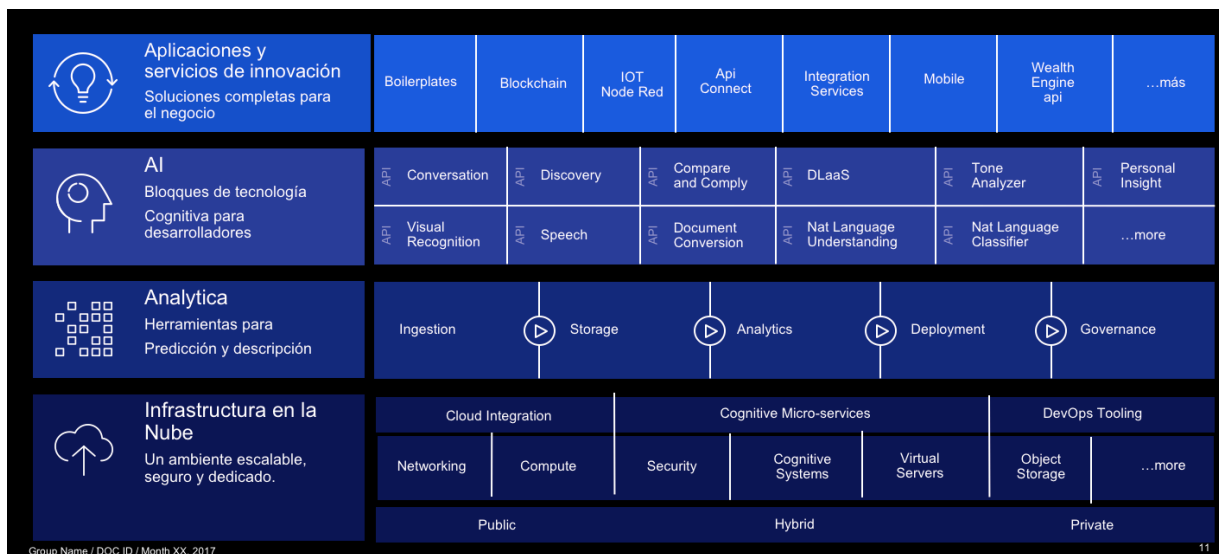 Aplicaciones y
servicios de innovación
Soluciones completas para
el negocio
Boilerplates
Blockchain
IOT
Node Red
Api
Connect
Integration
Services
Mobile
Wealth
Engine
api
…más
AI
Bloqques de tecnología
Cognitiva para
desarrolladores
API Conversation
API Discovery
API Compare
and Comply
API DLaaS
API Tone
Analyzer
API Personal
Insight
API Visual
Recognition
API Speech
API Document
Conversion
API Nat Language
Understanding
API Nat Language
Classifier
…more
Analytica
Herramientas para
Predicción y descripción
Ingestion
Storage
Analytics
Deployment
Governance
Infrastructura en la
Nube
Un ambiente escalable,
seguro y dedicado.
Cloud Integration
Cognitive Micro-services
DevOps Tooling
Networking
Compute
Security
Cognitive
Systems
Virtual
Servers
Object
Storage
…more
Public
Hybrid
Private
Group Name / DOC ID / Month XX, 2017
11